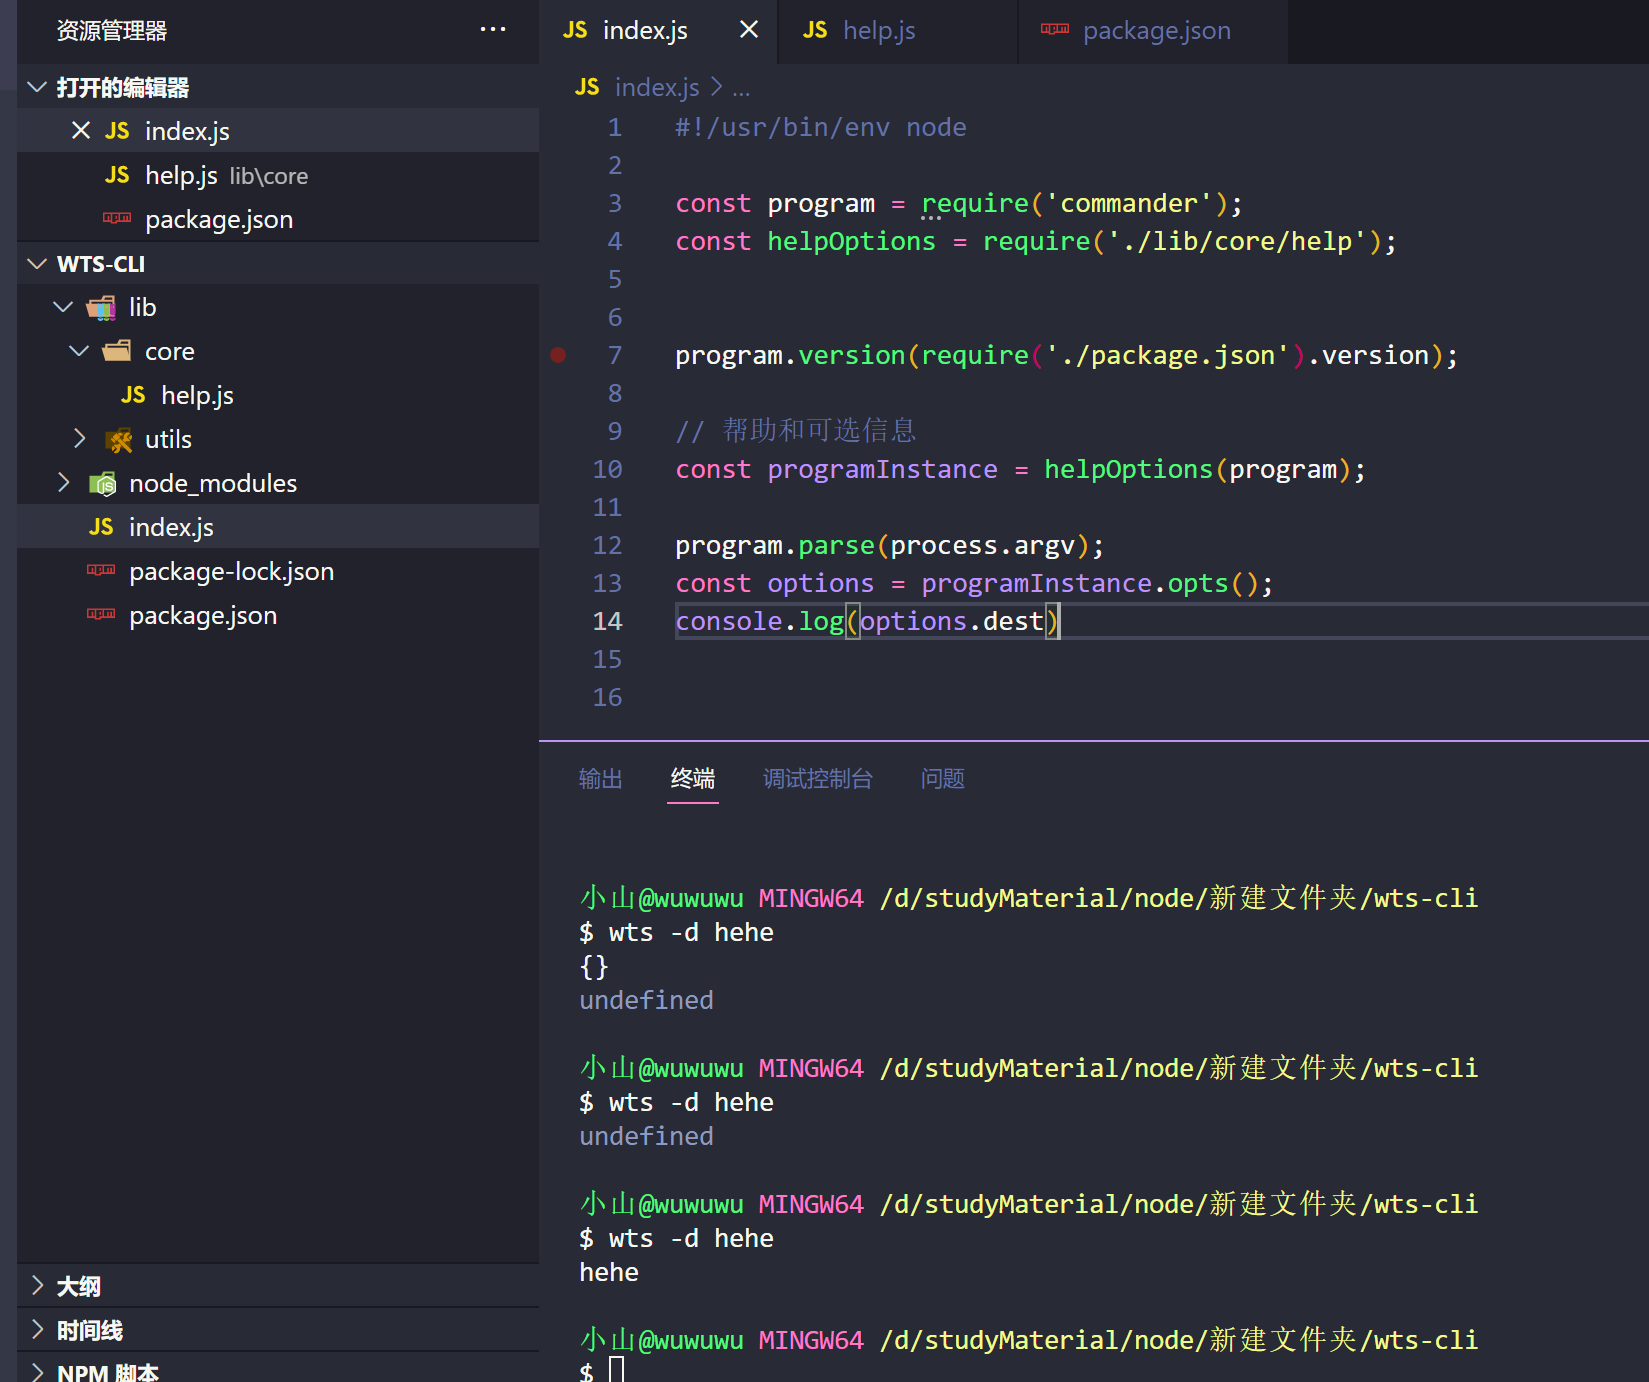 资源管理器 ···
打开的编辑器
JS index.js
JS help.js lib\core
package.json
WTS-CLI
lib
core
JS help.js
utils
node_modules
JS index.js
package-lock.json
package.json
大纲
时间线
NPM 脚本
JS index.js
JS help.js
package.json
JS index.js > ...
1 #!/usr/bin/env node
2
3 const program = require('commander');
4 const helpOptions = require('./lib/core/help');
5
6
7 program.version(require('./package.json').version);
8
9 // 帮助和可选信息
10 const programInstance = helpOptions(program);
11
12 program.parse(process.argv);
13 const options = programInstance.opts();
14 console.log(options.dest)
15
16
输出 终端 调试控制台 问题
小山@wuwuwu MINGW64 /d/studyMaterial/node/新建文件夹/wts-cli
$ wts -d hehe
{}
undefined
小山@wuwuwu MINGW64 /d/studyMaterial/node/新建文件夹/wts-cli
$ wts -d hehe
undefined
小山@wuwuwu MINGW64 /d/studyMaterial/node/新建文件夹/wts-cli
$ wts -d hehe
hehe
小山@wuwuwu MINGW64 /d/studyMaterial/node/新建文件夹/wts-cli
$